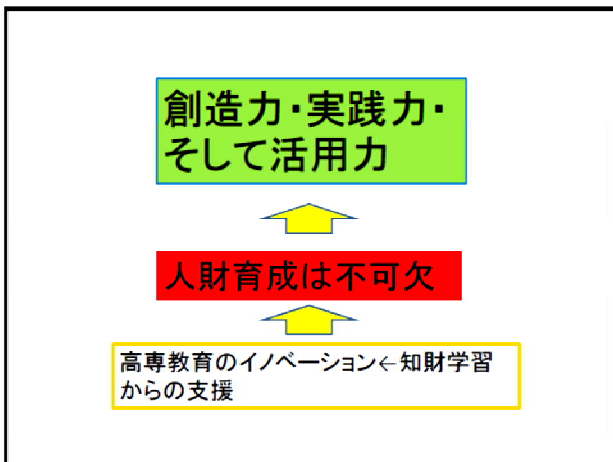 創造力・実践力・
そして活用力
人財育成は不可欠
高専教育のイノベーション←知財学習
からの支援